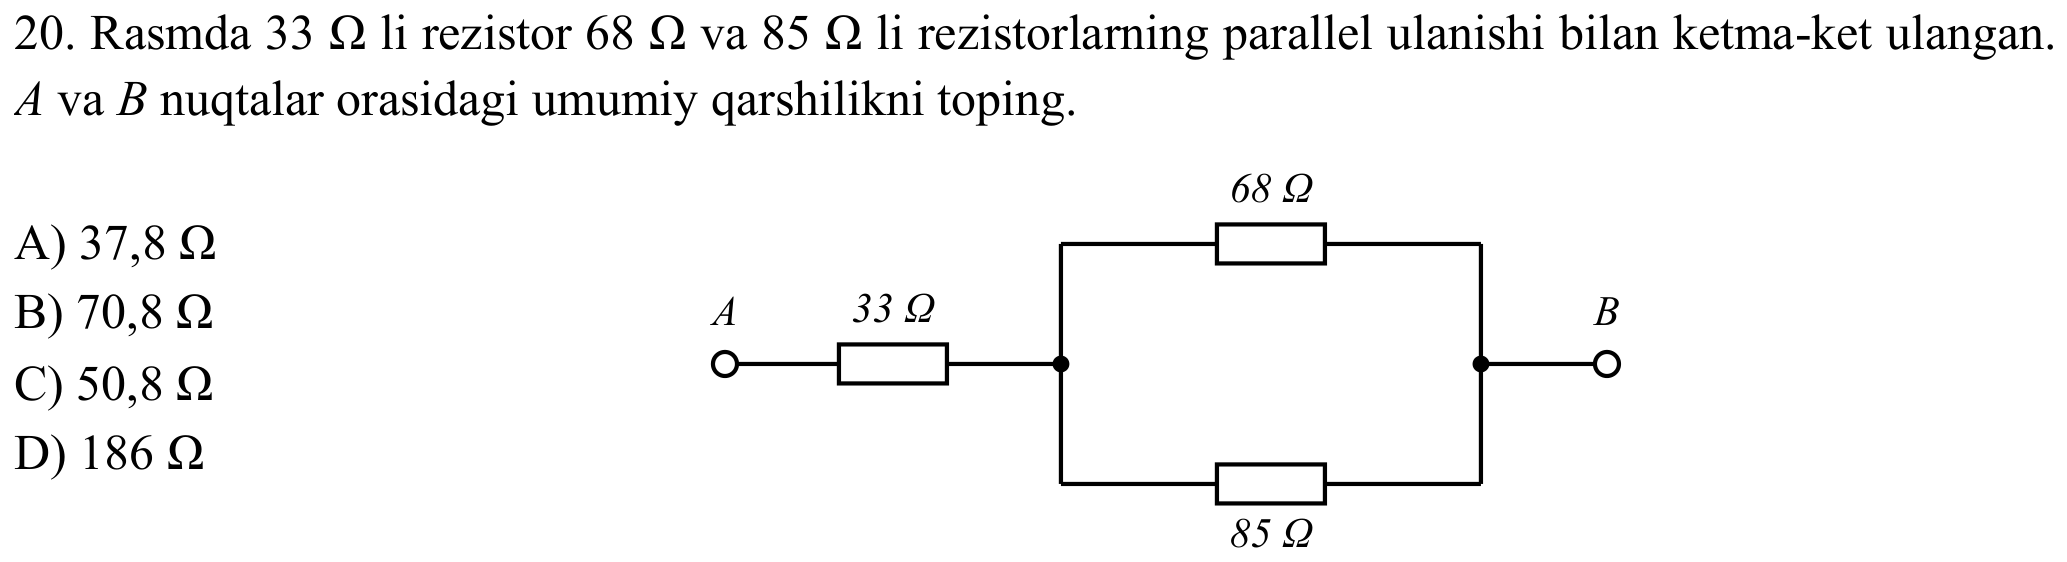 20. Rasmda 33 Ω li rezistor 68 Ω va 85 Ω li rezistorlarning parallel ulanishi bilan ketma-ket ulangan.
A va B nuqtalar orasidagi umumiy qarshilikni toping.
68 Ω
A) 37,8 Ω
B) 70,8 Ω
A
33 Ω
B
C) 50,8 Ω
D) 186 Ω
85 Ω